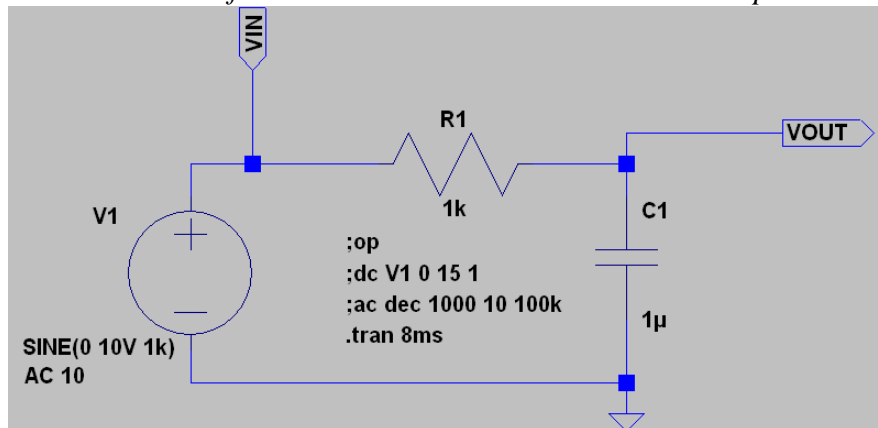 VIN
R1
VOUT
1k
C1
V1
;op
;dc V1 0 15 1
;ac dec 1000 10 100k
.tran 8ms
1µ
SINE(0 10V 1k)
AC 10